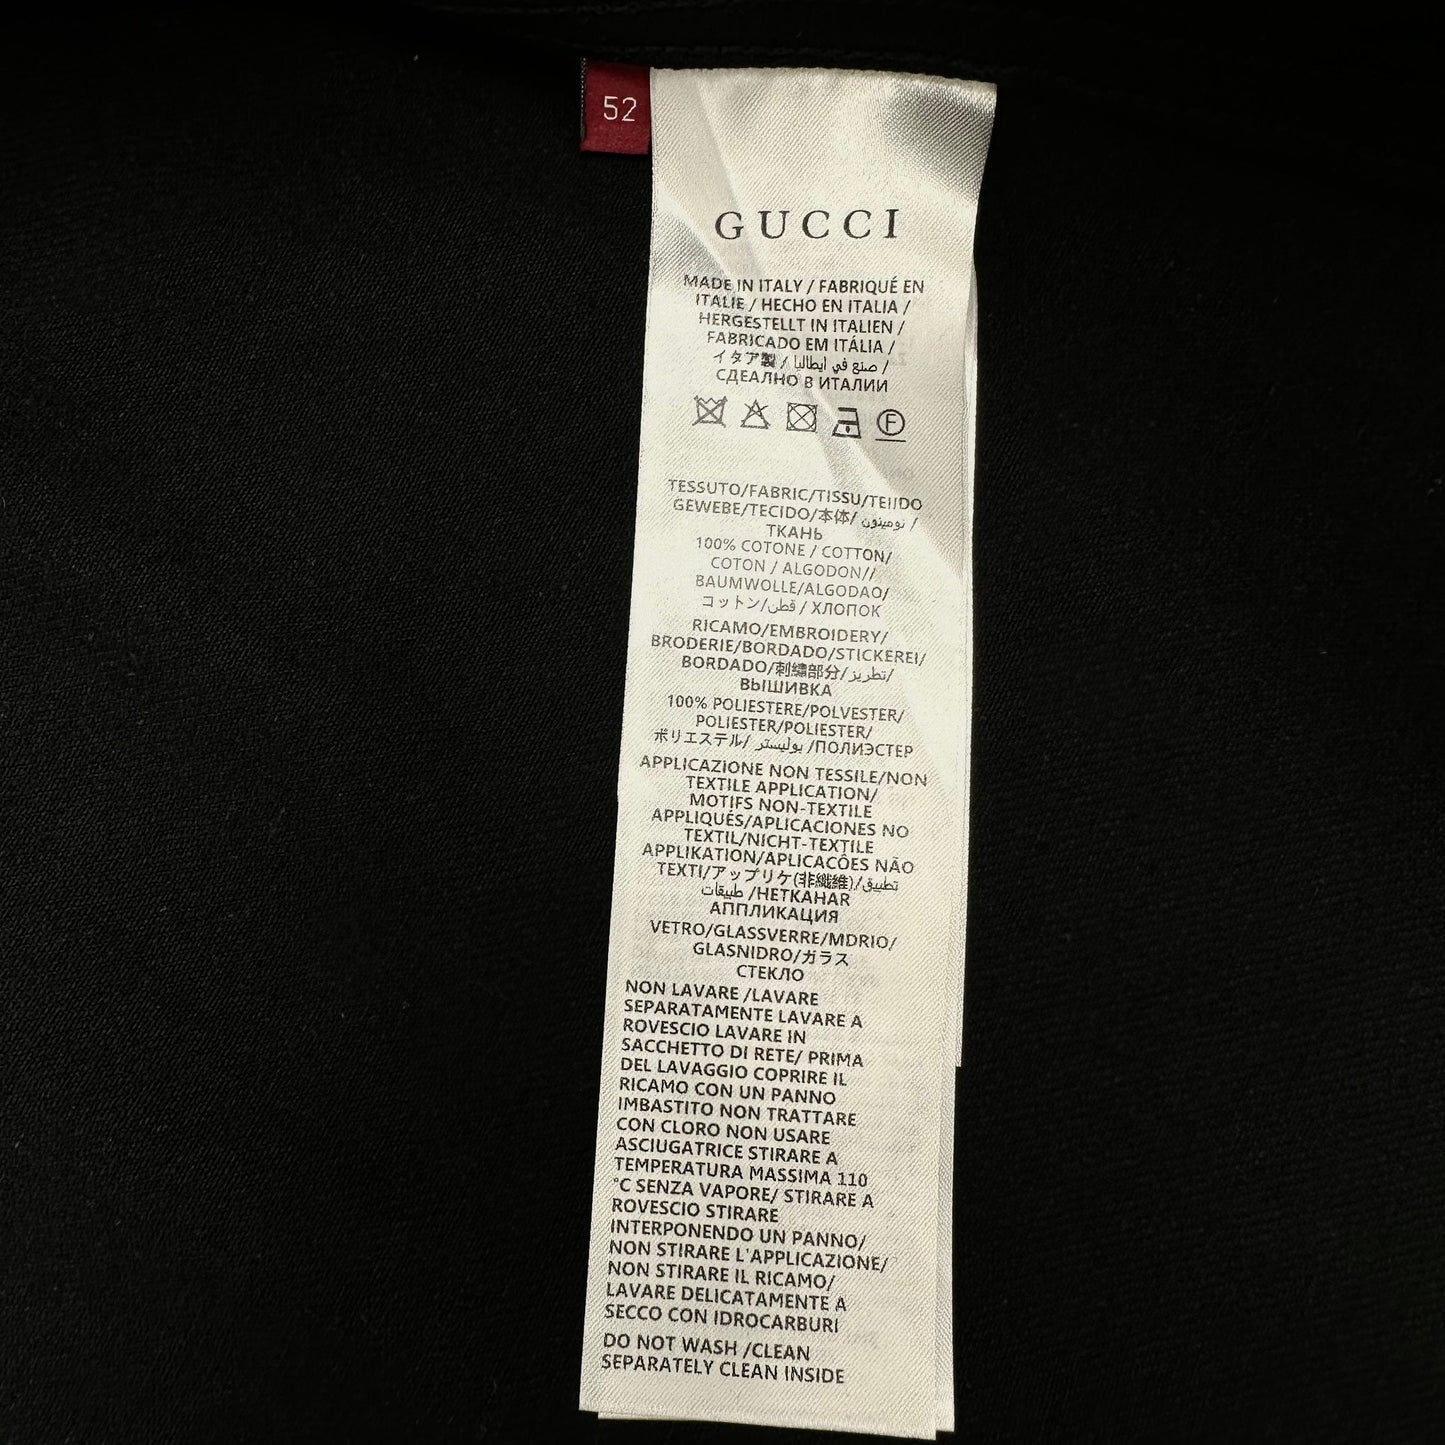 52
GUCCI
MADE IN ITALY / FABRIQUÉ EN
ITALIE / HECHO EN ITALIA /
HERGESTELLT IN ITALIEN /
FABRICADO EM ITÁLIA /
イタア製 / صنع في ايطاليا /
СДЕАЛНО В ИТАЛИИ
F
TESSUTO/FABRIC/TISSU/TEIIDO
GEWEBE/TECIDO/本体/ نومينون /
ТКАНЬ
100% COTONE / COTTON/
COTON / ALGODON//
BAUMWOLLE/ALGODAO/
コットン/قطن / ХЛОПОК
RICAMO/EMBROIDERY/
BRODERIE/BORDADO/STICKEREI/
BORDADO/刺繡部分/تطريز/
ВЫШИВКА
100% POLIESTERE/POLVESTER/
POLIESTER/POLIESTER/
ポリエステル/ بوليستر /ПОЛИЭСТЕР
APPLICAZIONE NON TESSILE/NON
TEXTILE APPLICATION/
MOTIFS NON-TEXTILE
APPLIQUÉS/APLICACIONES NO
TEXTIL/NICHT-TEXTILE
APPLIKATION/APLICACÕES NÃO
TEXTI/アップリケ(非繊維)/تطبيق
طبيقات /НЕТКАНАR
АППЛИКАЦИЯ
VETRO/GLASSVERRE/MDRIO/
GLASNIDRO/ガラス
СТЕКЛО
NON LAVARE /LAVARE
SEPARATAMENTE LAVARE A
ROVESCIO LAVARE IN
SACCHETTO DI RETE/ PRIMA
DEL LAVAGGIO COPRIRE IL
RICAMO CON UN PANNO
IMBASTITO NON TRATTARE
CON CLORO NON USARE
ASCIUGATRICE STIRARE A
TEMPERATURA MASSIMA 110
°C SENZA VAPORE/ STIRARE A
ROVESCIO STIRARE
INTERPONENDO UN PANNO/
NON STIRARE L'APPLICAZIONE/
NON STIRARE IL RICAMO/
LAVARE DELICATAMENTE A
SECCO CON IDROCARBURI
DO NOT WASH /CLEAN
SEPARATELY CLEAN INSIDE